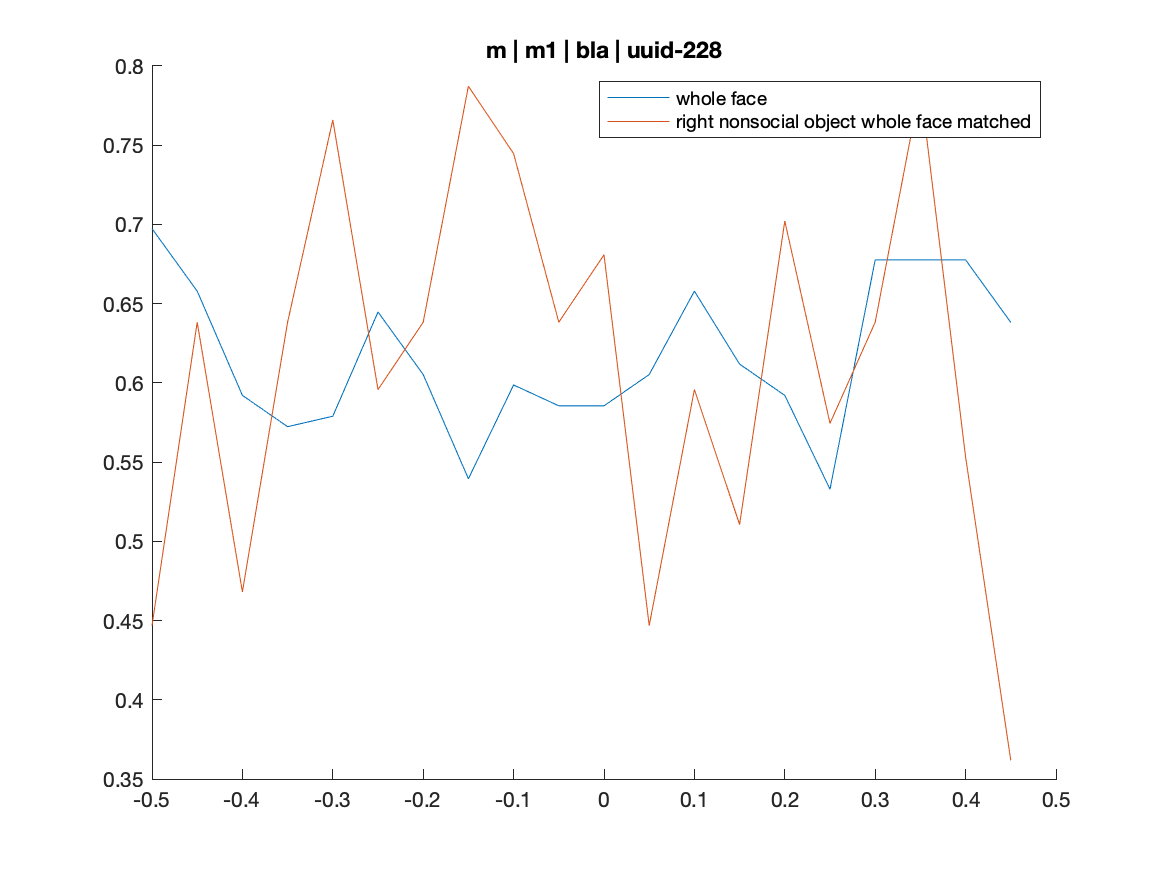 m | m1 | bla | uuid-228
whole face
right nonsocial object whole face matched
0.8
0.75
0.7
0.65
0.6
0.55
0.5
0.45
0.4
0.35
-0.5 -0.4 -0.3 -0.2 -0.1 0 0.1 0.2 0.3 0.4 0.5